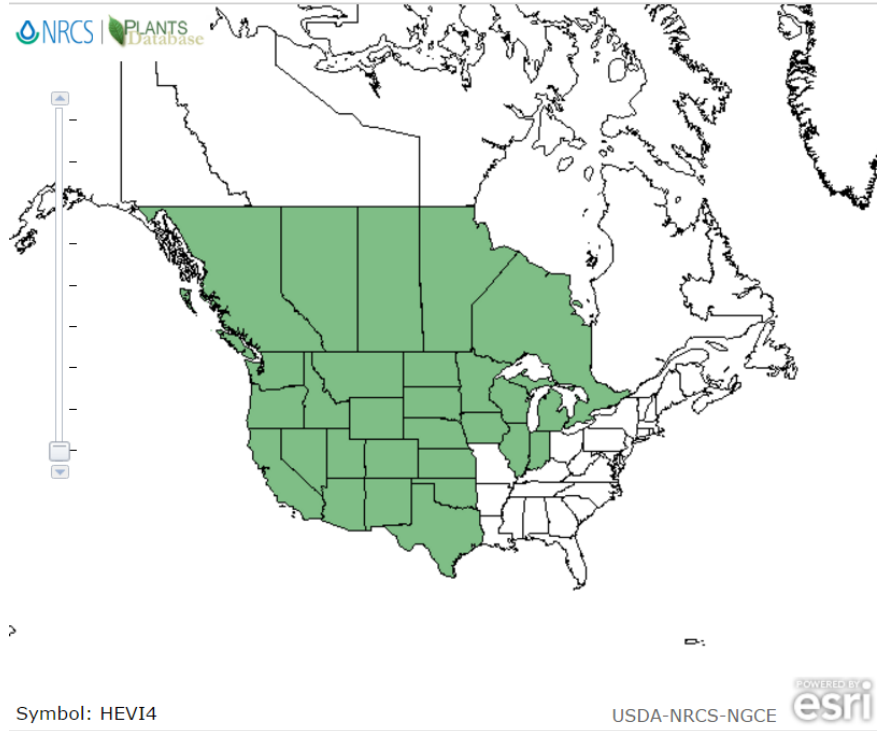 NRCS | PLANTS
Database
Symbol: HEVI4
USDA-NRCS-NGCE
POWERED BY
esri